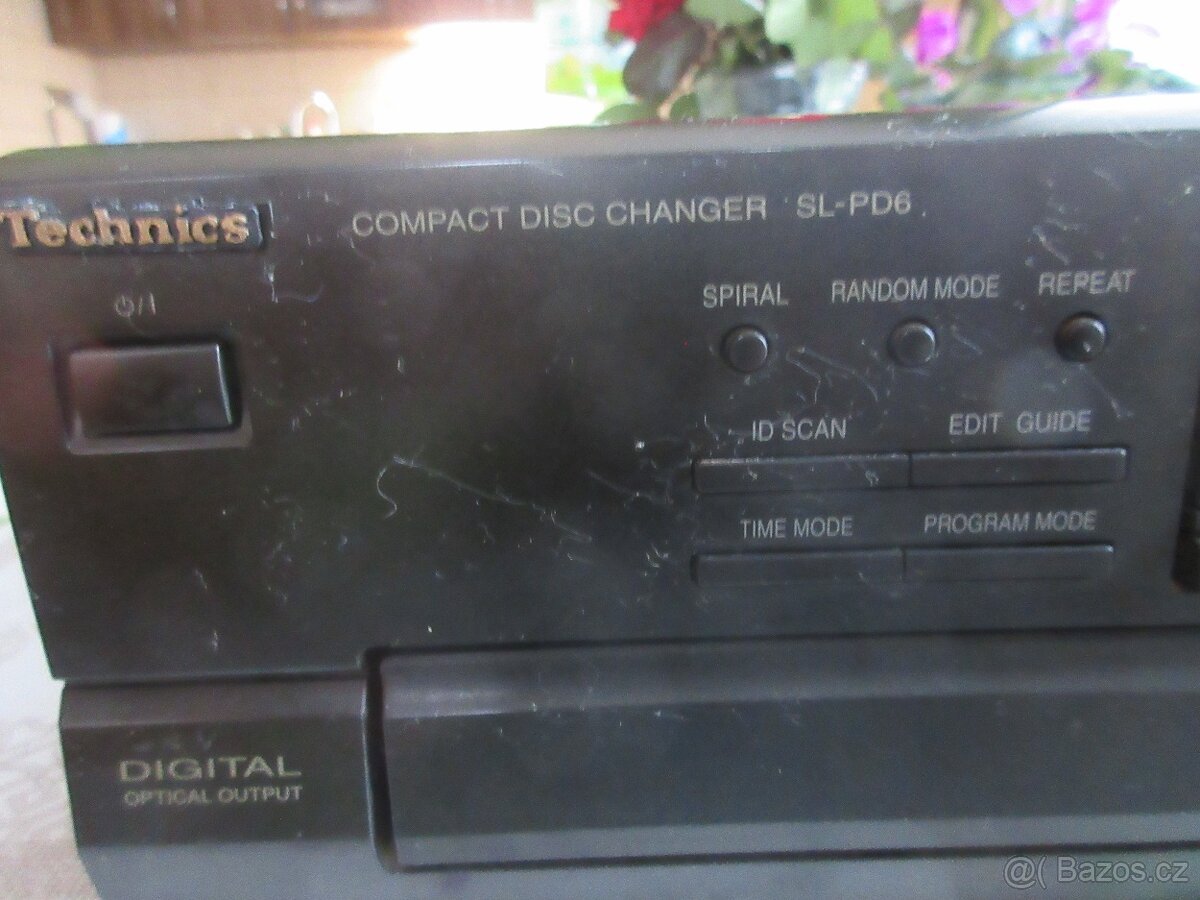 Technics
COMPACT DISC CHANGER SL-PD6
⏻/I
SPIRAL RANDOM MODE REPEAT
ID SCAN EDIT GUIDE
TIME MODE PROGRAM MODE
DIGITAL
OPTICAL OUTPUT
@( Bazos.cz